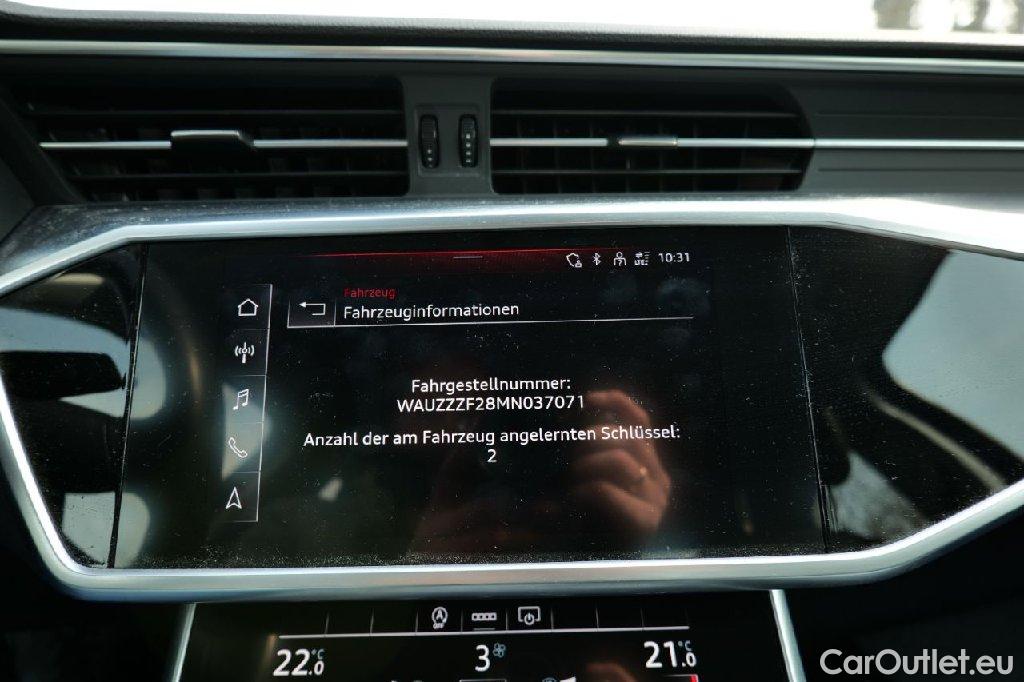 10:31
Fahrzeug
Fahrzeuginformationen
Fahrgestellnummer:
WAUZZZF28MN037071
Anzahl der am Fahrzeug angelernten Schlüssel:
2
22.0 °C
3
21.5 °C
CarOutlet.eu